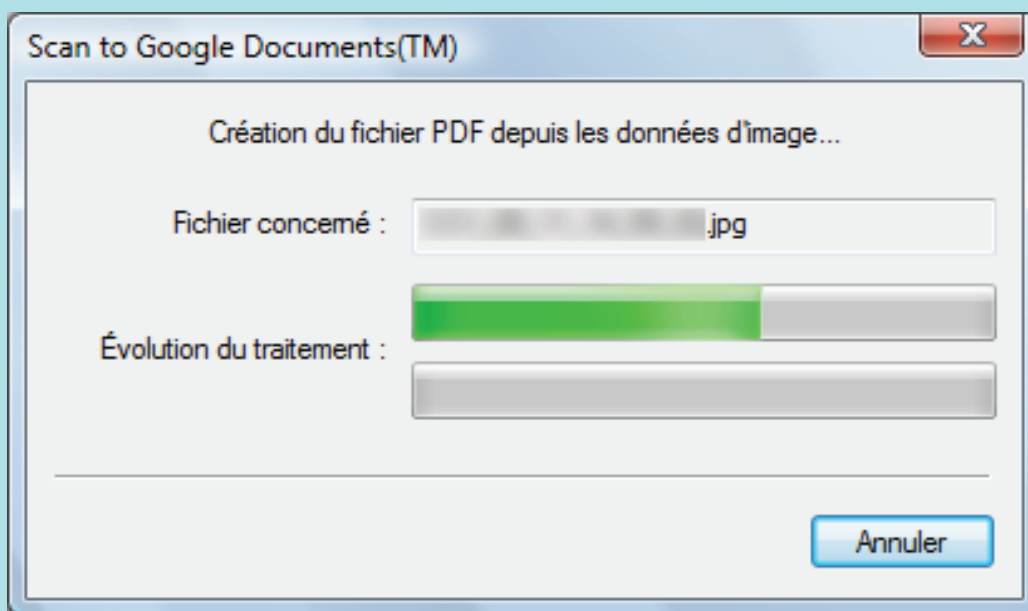 Scan to Google Documents(TM)
Création du fichier PDF depuis les données d'image...
Fichier concerné :
.jpg
Évolution du traitement :
Annuler